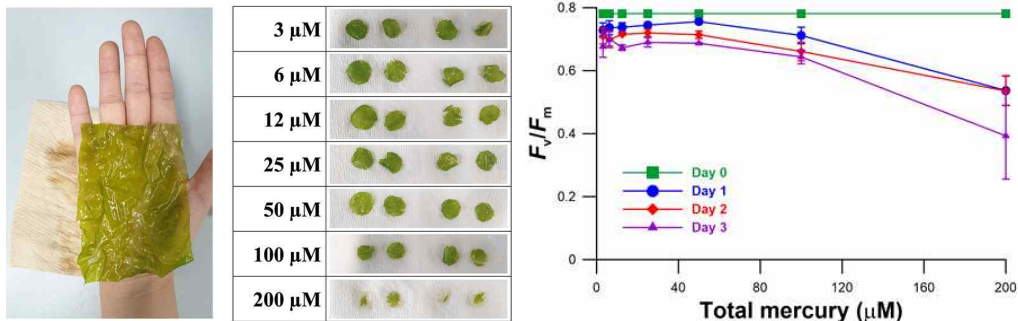 3 µM
6 µM
12 µM
25 µM
50 µM
100 µM
200 µM
0.8
0.6
0.4
0.2
0
Fv/Fm
Day 0
Day 1
Day 2
Day 3
0
40
80
120
160
200
Total mercury (µM)